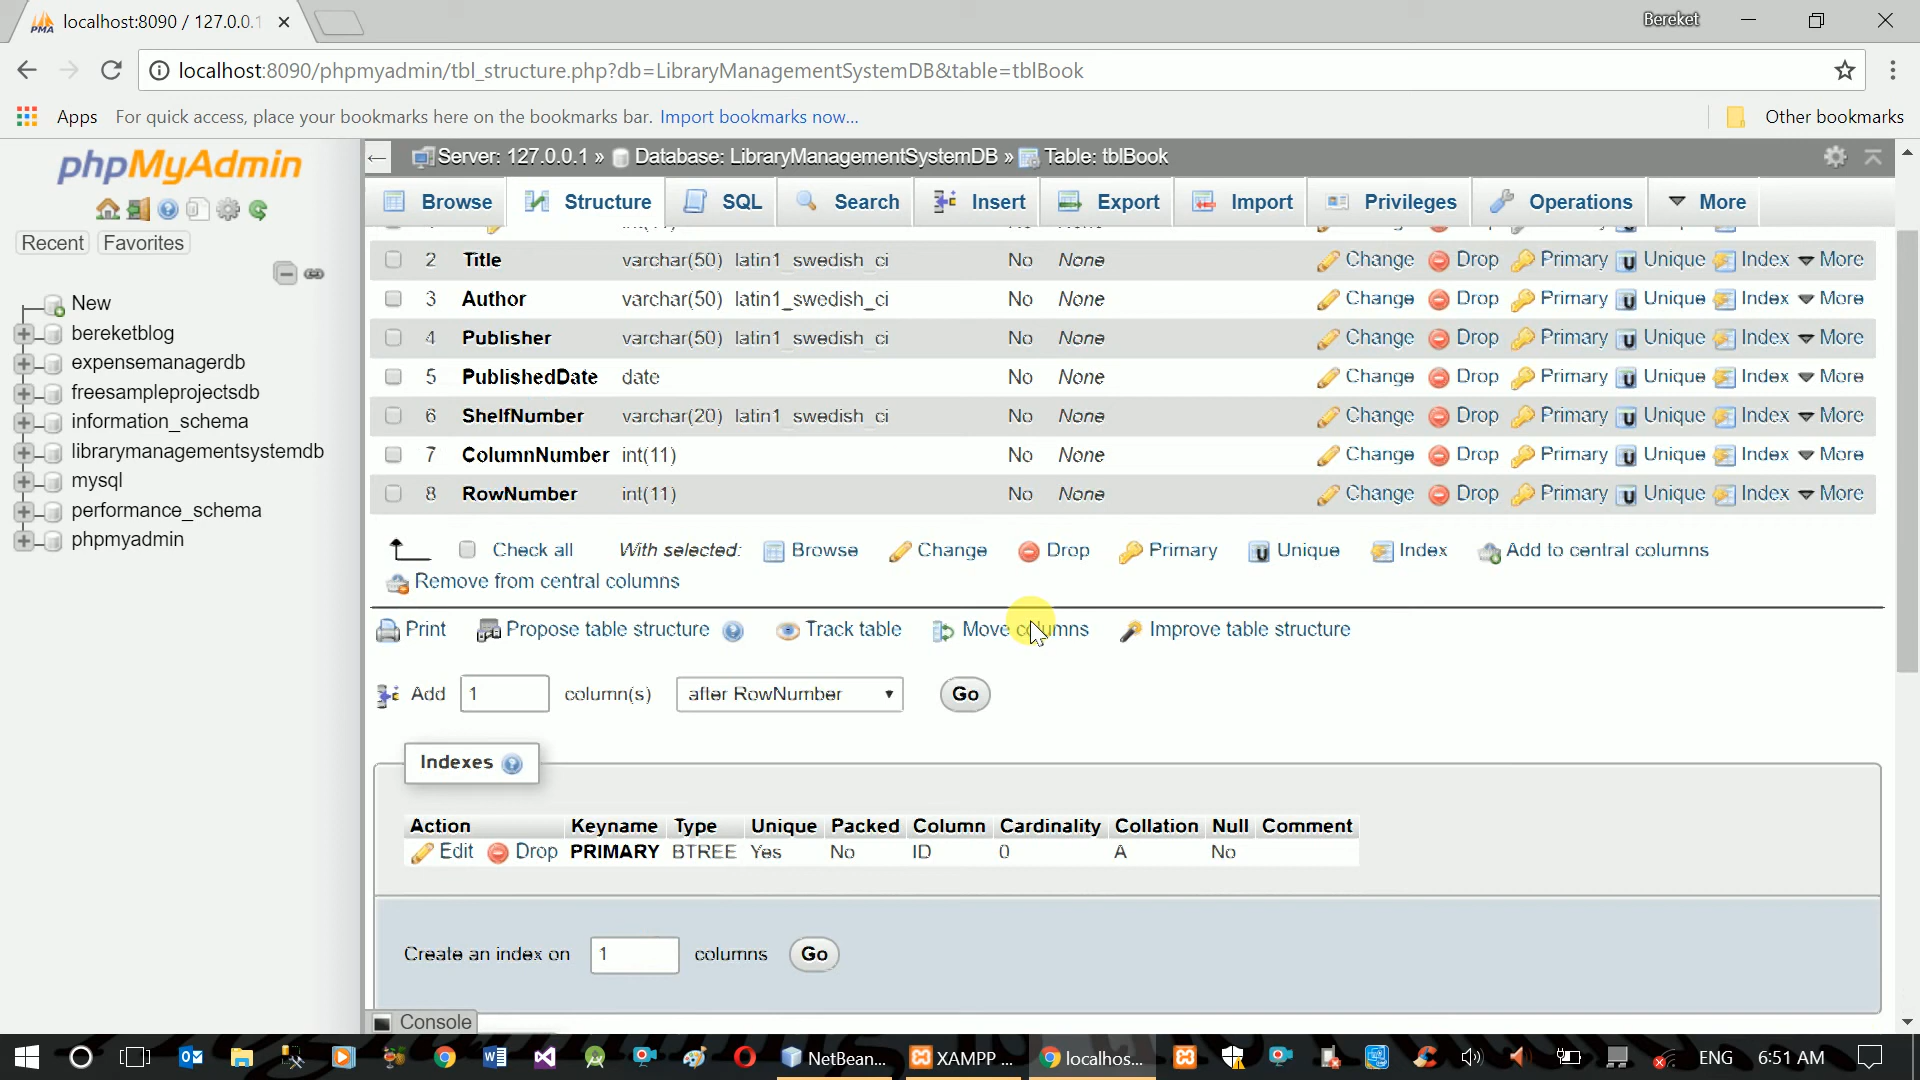 localhost:8090 / 127.0.0.1
Bereket
localhost:8090/phpmyadmin/tbl_structure.php?db=LibraryManagementSystemDB&table=tblBook
Apps For quick access, place your bookmarks here on the bookmarks bar. Import bookmarks now...
Other bookmarks
phpMyAdmin
Recent Favorites
New
bereketblog
expensemanagerdb
freesampleprojectsdb
information_schema
librarymanagementsystemdb
mysql
performance_schema
phpmyadmin
Server: 127.0.0.1 » Database: LibraryManagementSystemDB » Table: tblBook
Browse Structure SQL Search Insert Export Import Privileges Operations More
2 Title varchar(50) latin1_swedish_ci No None Change Drop Primary Unique Index More
3 Author varchar(50) latin1_swedish_ci No None Change Drop Primary Unique Index More
4 Publisher varchar(50) latin1_swedish_ci No None Change Drop Primary Unique Index More
5 PublishedDate date No None Change Drop Primary Unique Index More
6 ShelfNumber varchar(20) latin1_swedish_ci No None Change Drop Primary Unique Index More
7 ColumnNumber int(11) No None Change Drop Primary Unique Index More
8 RowNumber int(11) No None Change Drop Primary Unique Index More
Check all With selected: Browse Change Drop Primary Unique Index Add to central columns
Remove from central columns
Print Propose table structure Track table Move columns Improve table structure
Add 1 column(s) after RowNumber Go
Indexes
Action Keyname Type Unique Packed Column Cardinality Collation Null Comment
Edit Drop PRIMARY BTREE Yes No ID 0 A No
Create an index on 1 columns Go
Console
NetBean... XAMPP ... localhos... ENG 6:51 AM